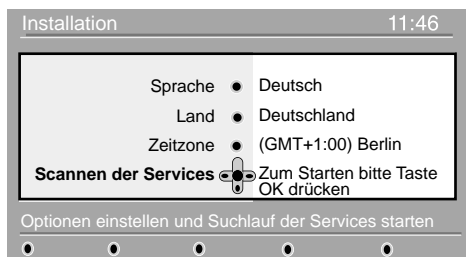 Installation 11:46
Sprache Deutsch
Land Deutschland
Zeitzone (GMT+1:00) Berlin
Scannen der Services Zum Starten bitte Taste
OK drücken
Optionen einstellen und Suchlauf der Services starten